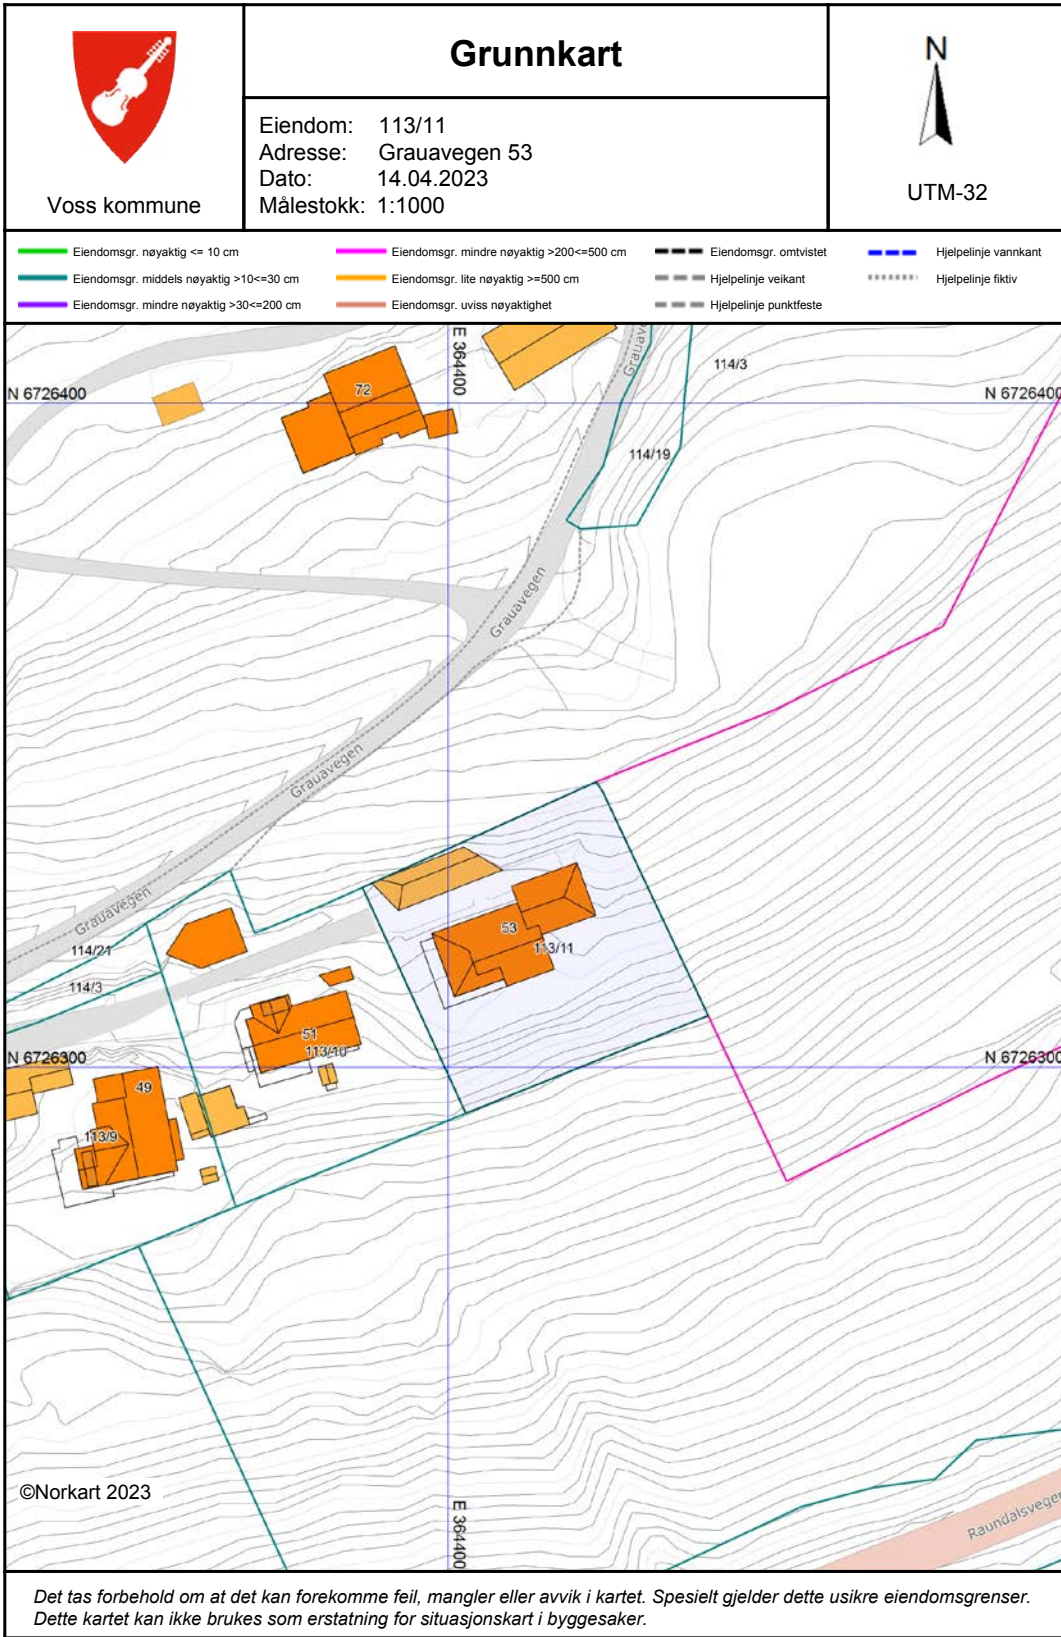 Grunnkart
Voss kommune
Eiendom: 113/11
Adresse: Grauavegen 53
Dato: 14.04.2023
Målestokk: 1:1000
N
UTM-32
Eiendomsgr. nøyaktig <= 10 cm
Eiendomsgr. middels nøyaktig >10<=30 cm
Eiendomsgr. mindre nøyaktig >30<=200 cm
Eiendomsgr. mindre nøyaktig >200<=500 cm
Eiendomsgr. lite nøyaktig >=500 cm
Eiendomsgr. uviss nøyaktighet
Eiendomsgr. omtvistet
Hjelpelinje veikant
Hjelpelinje punktfeste
Hjelpelinje vannkant
Hjelpelinje fiktiv
E 364400
Grauav
114/3
N 6726400
N 6726400
72
114/19
Grauavegen
Grauavegen
Grauavegen
114/21
114/3
53
113/11
51
113/10
N 6726300
N 6726300
49
113/9
©Norkart 2023
E 364400
Raundalsvegen
Det tas forbehold om at det kan forekomme feil, mangler eller avvik i kartet. Spesielt gjelder dette usikre eiendomsgrenser.
Dette kartet kan ikke brukes som erstatning for situasjonskart i byggesaker.